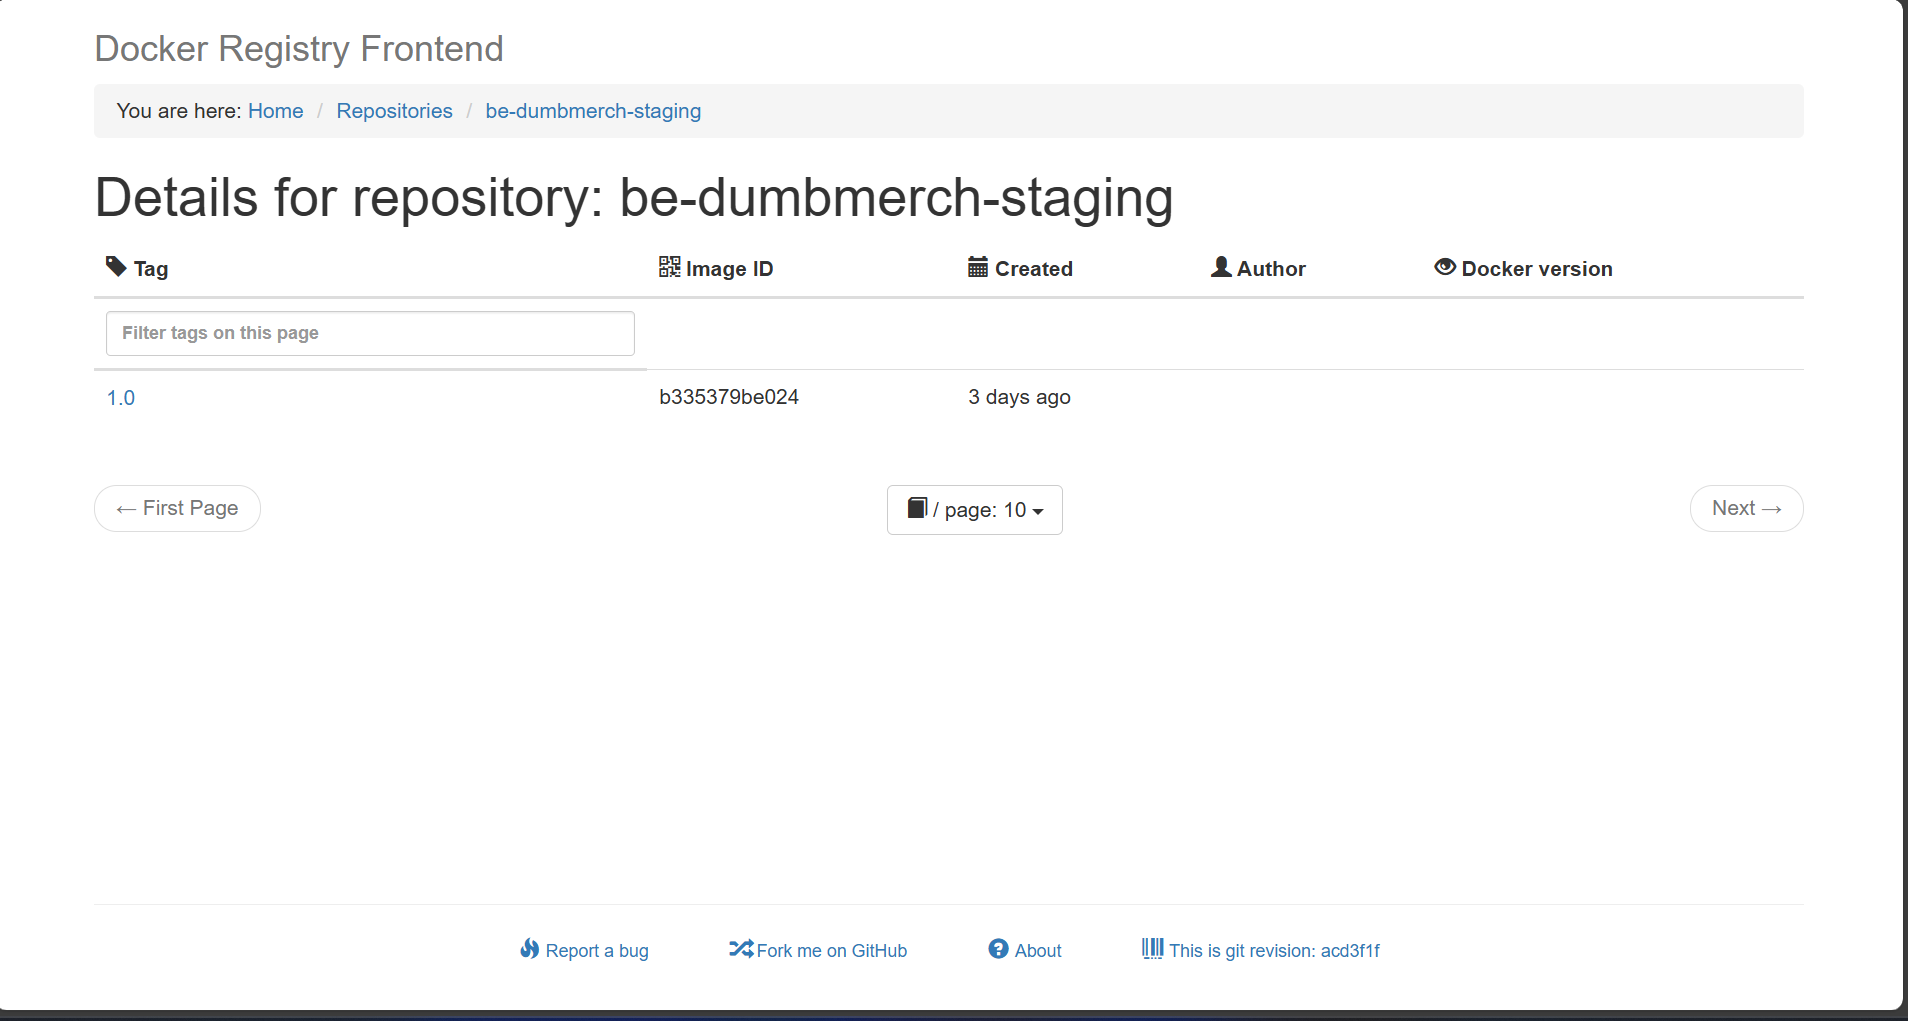 Docker Registry Frontend
You are here: Home / Repositories / be-dumbmerch-staging
Details for repository: be-dumbmerch-staging
Tag Image ID Created Author Docker version
Filter tags on this page
1.0 b335379be024 3 days ago
← First Page / page: 10 Next →
Report a bug Fork me on GitHub About This is git revision: acd3f1f